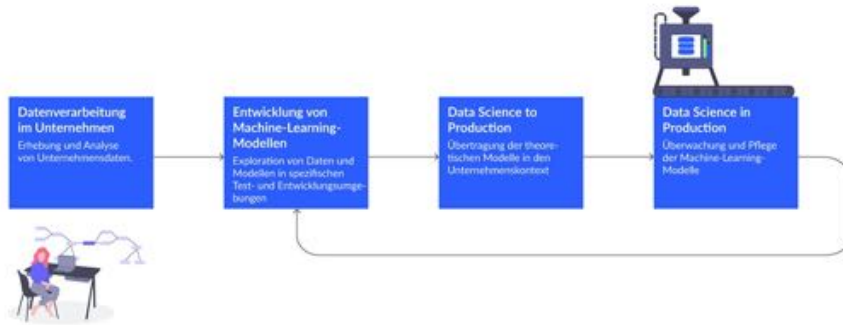 Datenverarbeitung
im Unternehmen
Erhebung und Analyse
von Unternehmensdaten.
Entwicklung von
Machine-Learning-
Modellen
Exploration von Daten und
Modellen in spezifischen
Test- und Entwicklungsumge-
bungen
Data Science to
Production
Übertragung der theore-
tischen Modelle in den
Unternehmenskontext
Data Science in
Production
Überwachung und Pflege
der Machine-Learning-
Modelle